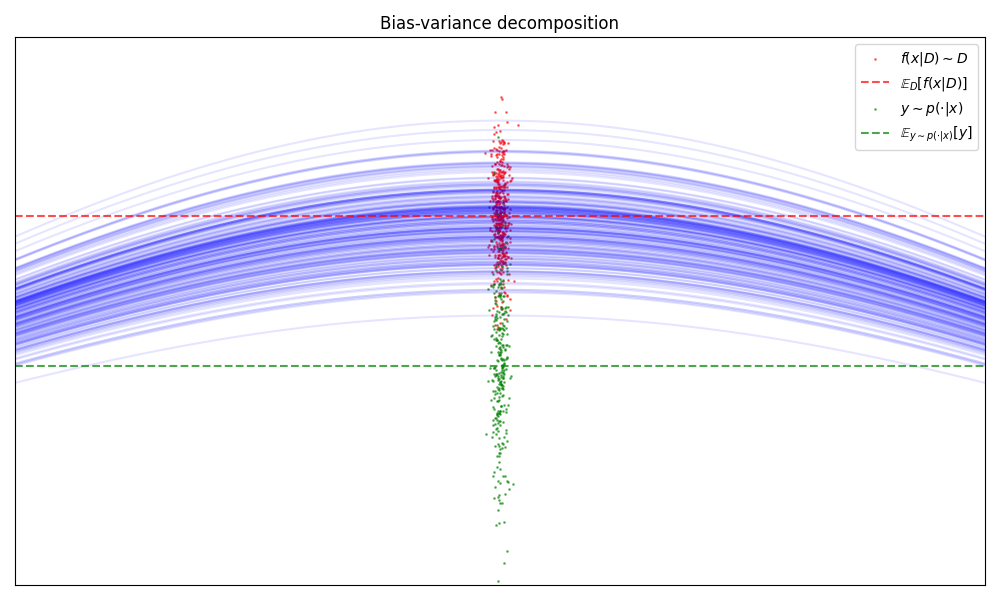 Bias-variance decomposition
f(x|D) ~ D
𝔼_D[f(x|D)]
y ~ p(·|x)
𝔼_{y~p(·|x)}[y]